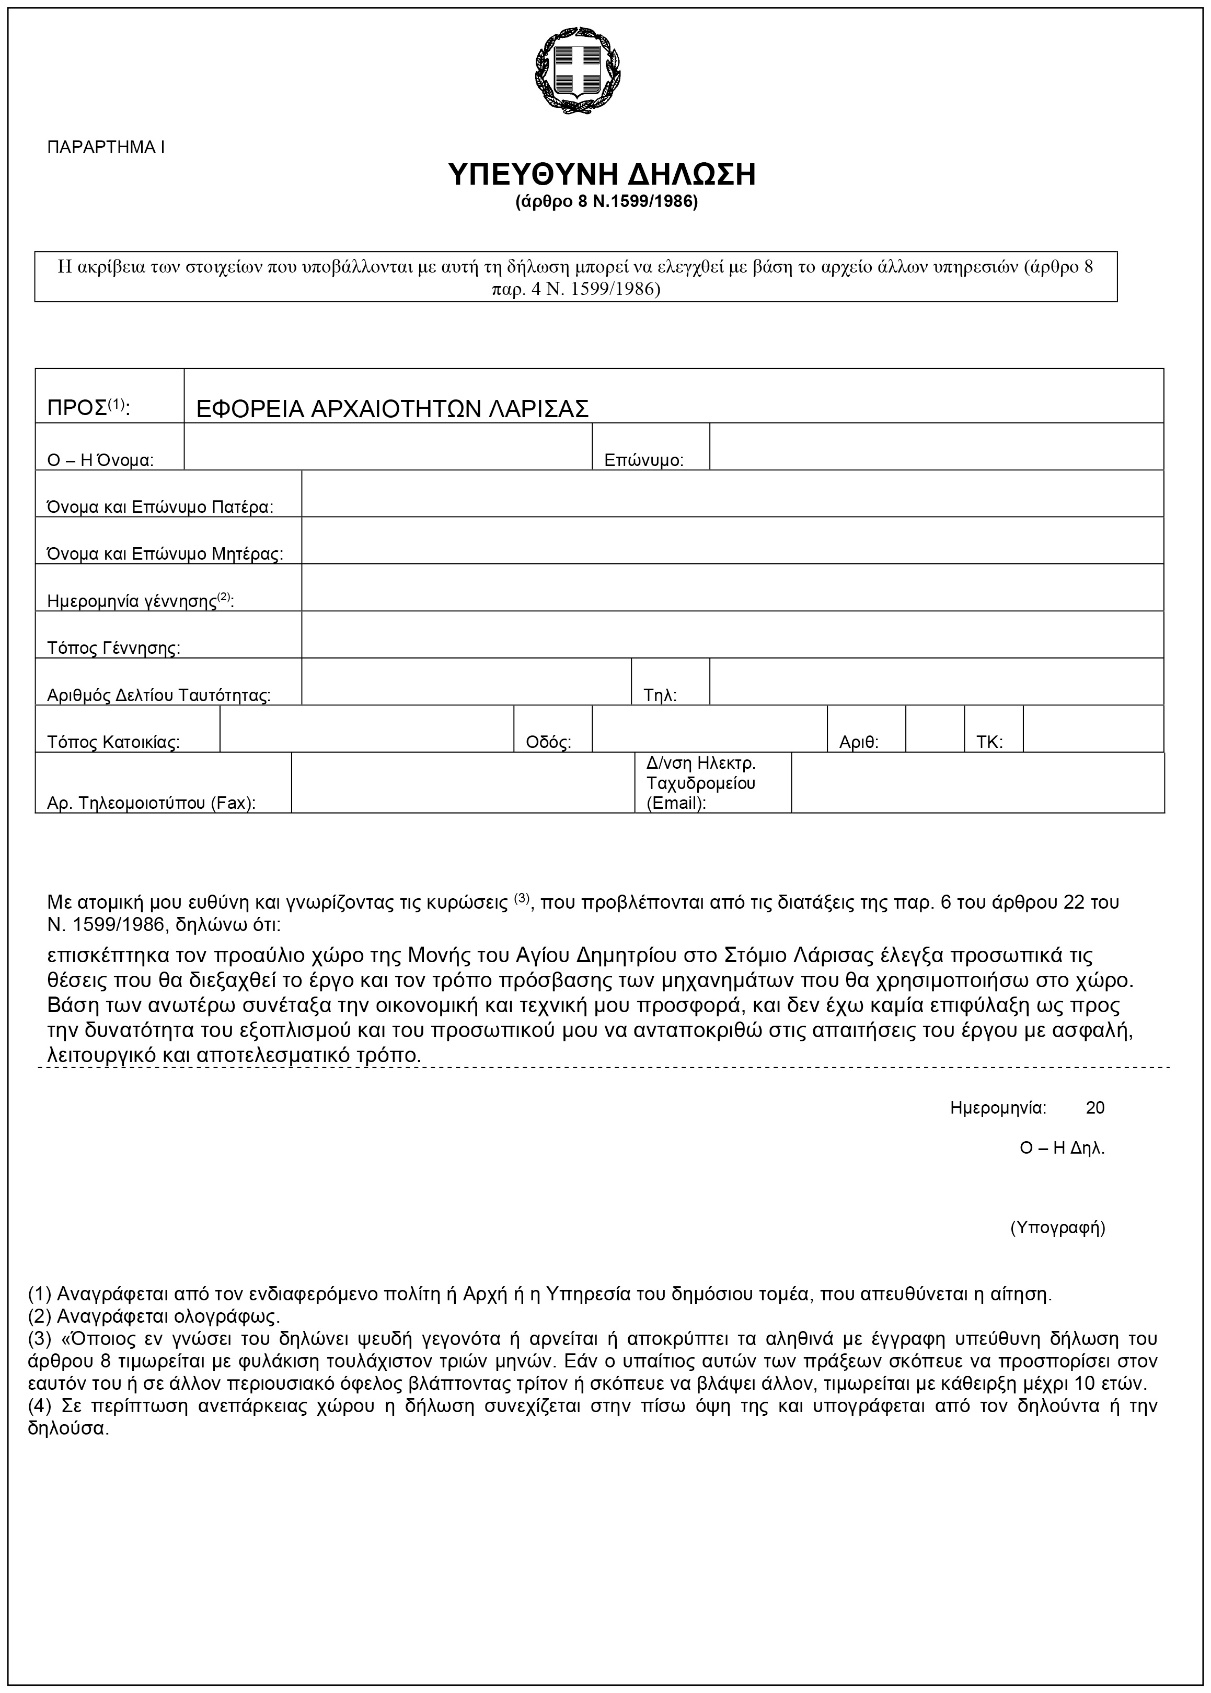 ΠΑΡΑΡΤΗΜΑ Ι
ΥΠΕΥΘΥΝΗ ΔΗΛΩΣΗ
(άρθρο 8 Ν.1599/1986)
Η ακρίβεια των στοιχείων που υποβάλλονται με αυτή τη δήλωση μπορεί να ελεγχθεί με βάση το αρχείο άλλων υπηρεσιών (άρθρο 8
παρ. 4 Ν. 1599/1986)
ΠΡΟΣ(1): ΕΦΟΡΕΙΑ ΑΡΧΑΙΟΤΗΤΩΝ ΛΑΡΙΣΑΣ
Ο – Η Όνομα: Επώνυμο:
Όνομα και Επώνυμο Πατέρα:
Όνομα και Επώνυμο Μητέρας:
Ημερομηνία γέννησης(2):
Τόπος Γέννησης:
Αριθμός Δελτίου Ταυτότητας: Τηλ:
Τόπος Κατοικίας: Οδός: Αριθ: ΤΚ:
Αρ. Τηλεομοιοτύπου (Fax):
Δ/νση Ηλεκτρ.
Ταχυδρομείου
(Email):
Με ατομική μου ευθύνη και γνωρίζοντας τις κυρώσεις (3), που προβλέπονται από τις διατάξεις της παρ. 6 του άρθρου 22 του
Ν. 1599/1986, δηλώνω ότι:
επισκέπτηκα τον προαύλιο χώρο της Μονής του Αγίου Δημητρίου στο Στόμιο Λάρισας έλεγξα προσωπικά τις
θέσεις που θα διεξαχθεί το έργο και τον τρόπο πρόσβασης των μηχανημάτων που θα χρησιμοποιήσω στο χώρο.
Βάση των ανωτέρω συνέταξα την οικονομική και τεχνική μου προσφορά, και δεν έχω καμία επιφύλαξη ως προς
την δυνατότητα του εξοπλισμού και του προσωπικού μου να ανταποκριθώ στις απαιτήσεις του έργου με ασφαλή,
λειτουργικό και αποτελεσματικό τρόπο.
Ημερομηνία: 20
Ο – Η Δηλ.
(Υπογραφή)
(1) Αναγράφεται από τον ενδιαφερόμενο πολίτη ή Αρχή ή η Υπηρεσία του δημόσιου τομέα, που απευθύνεται η αίτηση.
(2) Αναγράφεται ολογράφως.
(3) «Όποιος εν γνώσει του δηλώνει ψευδή γεγονότα ή αρνείται ή αποκρύπτει τα αληθινά με έγγραφη υπεύθυνη δήλωση του
άρθρου 8 τιμωρείται με φυλάκιση τουλάχιστον τριών μηνών. Εάν ο υπαίτιος αυτών των πράξεων σκόπευε να προσπορίσει στον
εαυτόν του ή σε άλλον περιουσιακό όφελος βλάπτοντας τρίτον ή σκόπευε να βλάψει άλλον, τιμωρείται με κάθειρξη μέχρι 10 ετών.
(4) Σε περίπτωση ανεπάρκειας χώρου η δήλωση συνεχίζεται στην πίσω όψη της και υπογράφεται από τον δηλούντα ή την
δηλούσα.